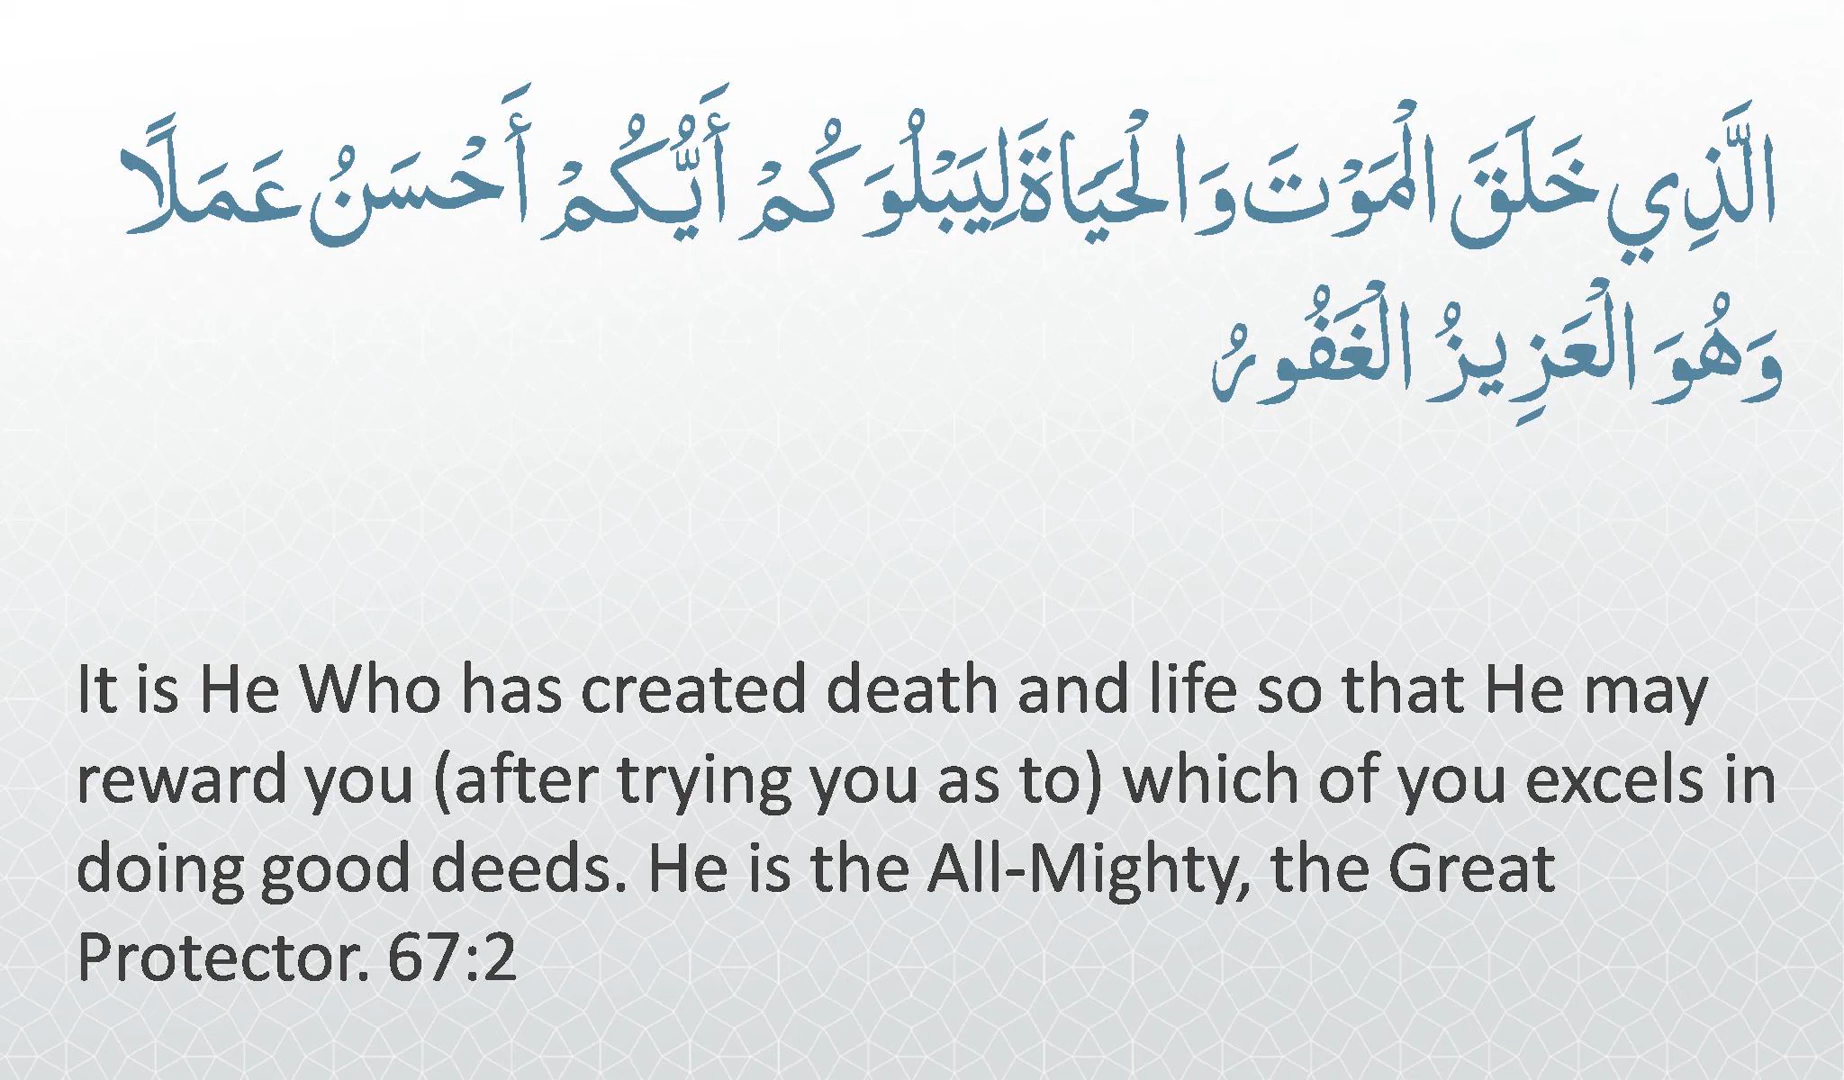 الَّذِي خَلَقَ الْمَوْتَ وَالْحَيَاةَ لِيَبْلُوَكُمْ أَيُّكُمْ أَحْسَنُ عَمَلًا
وَهُوَ الْعَزِيزُ الْغَفُورُ
It is He Who has created death and life so that He may
reward you (after trying you as to) which of you excels in
doing good deeds. He is the All-Mighty, the Great
Protector. 67:2